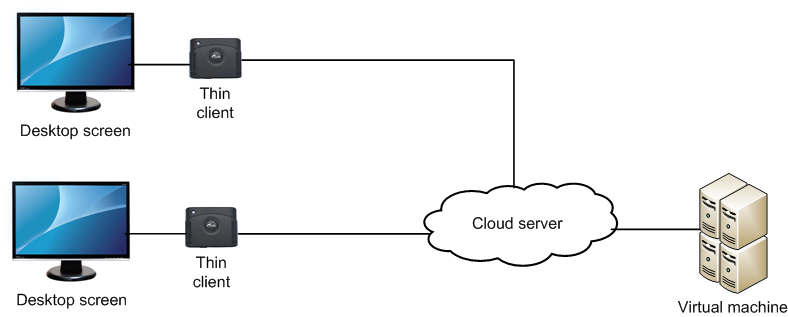 Thin
client
Desktop screen
Cloud server
Thin
client
Desktop screen
Virtual machine